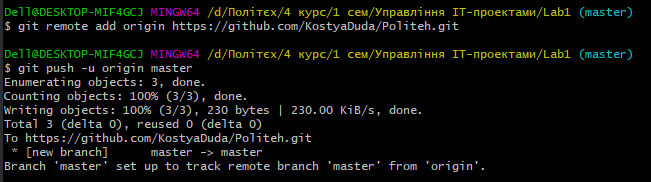 Dell@DESKTOP-MIF4GCJ MINGW64 /d/Політех/4 курс/1 сем/Управління ІТ-проектами/Lab1 (master)
$ git remote add origin https://github.com/KostyaDuda/Politeh.git
Dell@DESKTOP-MIF4GCJ MINGW64 /d/Політех/4 курс/1 сем/Управління ІТ-проектами/Lab1 (master)
$ git push -u origin master
Enumerating objects: 3, done.
Counting objects: 100% (3/3), done.
Writing objects: 100% (3/3), 230 bytes | 230.00 KiB/s, done.
Total 3 (delta 0), reused 0 (delta 0)
To https://github.com/KostyaDuda/Politeh.git
 * [new branch]      master -> master
Branch 'master' set up to track remote branch 'master' from 'origin'.